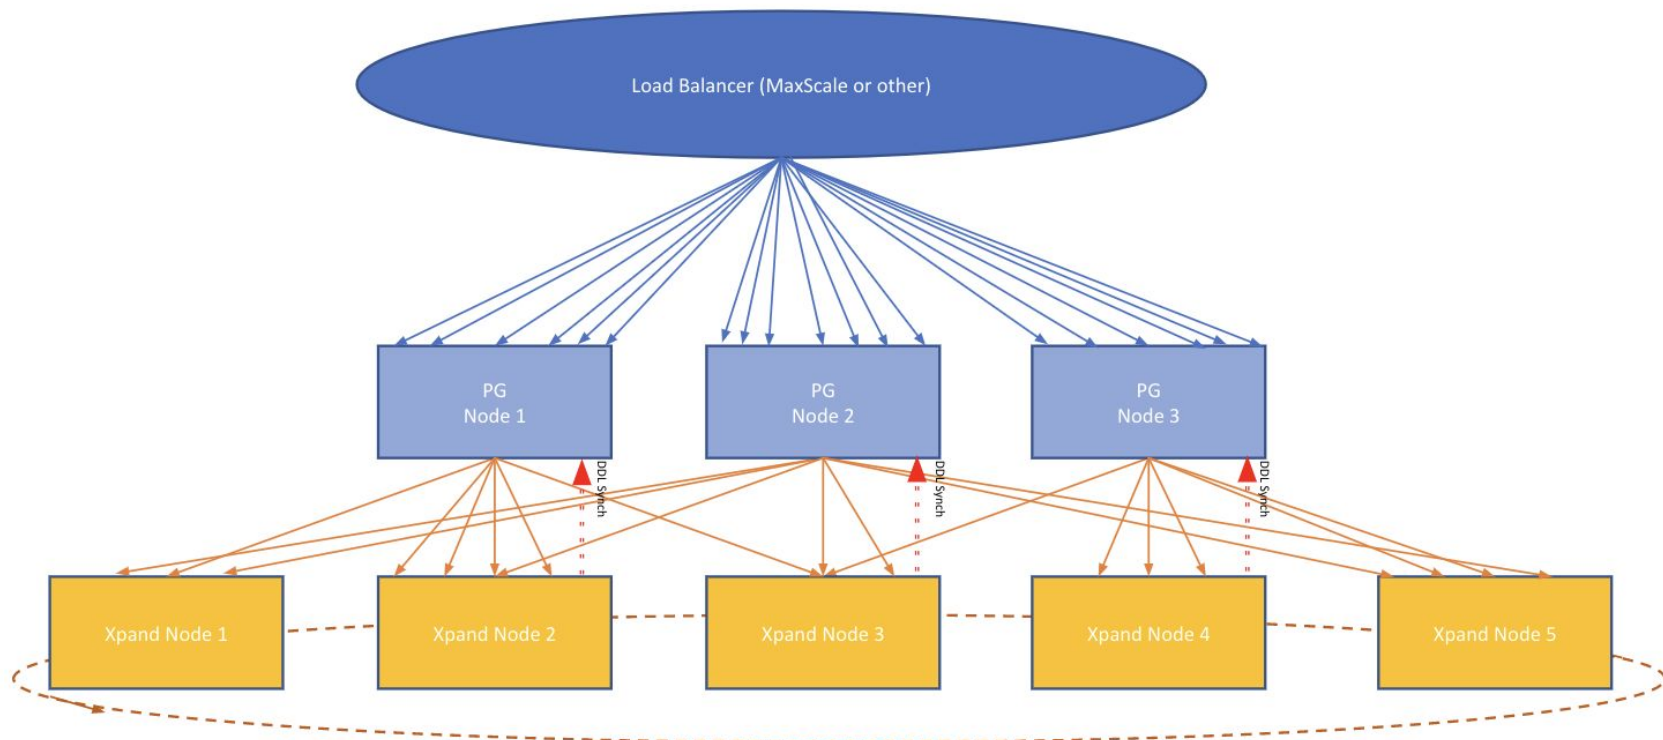 Load Balancer (MaxScale or other)
PG
Node 1
PG
Node 2
PG
Node 3
DDL Synch
DDL Synch
DDL Synch
Xpand Node 1
Xpand Node 2
Xpand Node 3
Xpand Node 4
Xpand Node 5